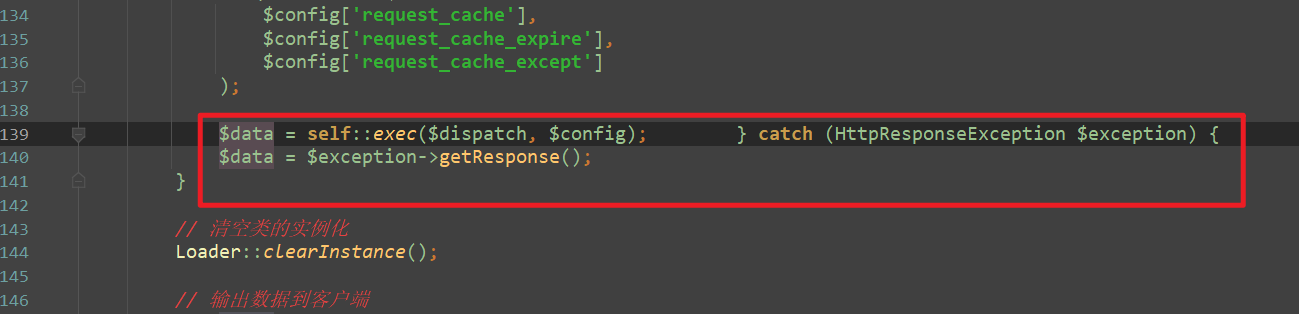 134 $config['request_cache'],
135 $config['request_cache_expire'],
136 $config['request_cache_except']
137 );
138
139 $data = self::exec($dispatch, $config); } catch (HttpResponseException $exception) {
140 $data = $exception->getResponse();
141 }
142
143 // 清空类的实例化
144 Loader::clearInstance();
145
146 // 输出数据到客户端